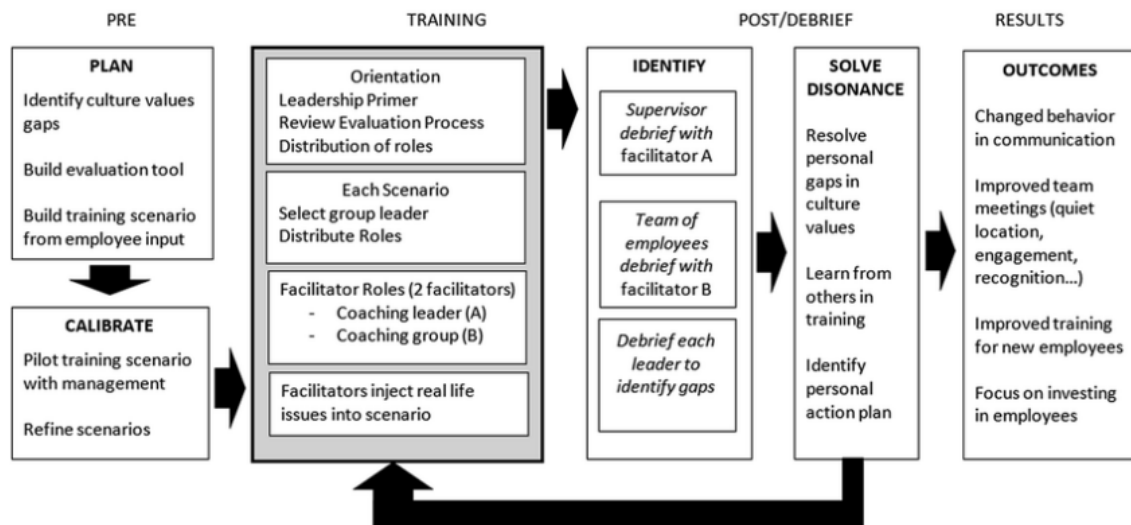 PRE
TRAINING
POST/DEBRIEF
RESULTS
PLAN
Identify culture values
gaps
Build evaluation tool
Build training scenario
from employee input
CALIBRATE
Pilot training scenario
with management
Refine scenarios
Orientation
Leadership Primer
Review Evaluation Process
Distribution of roles
Each Scenario
Select group leader
Distribute Roles
Facilitator Roles (2 facilitators)
- Coaching leader (A)
- Coaching group (B)
Facilitators inject real life
issues into scenario
IDENTIFY
Supervisor
debrief with
facilitator A
Team of
employees
debrief with
facilitator B
Debrief each
leader to
identify gaps
SOLVE
DISONANCE
Resolve
personal
gaps in
culture
values
Learn from
others in
training
Identify
personal
action plan
OUTCOMES
Changed behavior
in communication
Improved team
meetings (quiet
location,
engagement,
recognition…)
Improved training
for new employees
Focus on investing
in employees